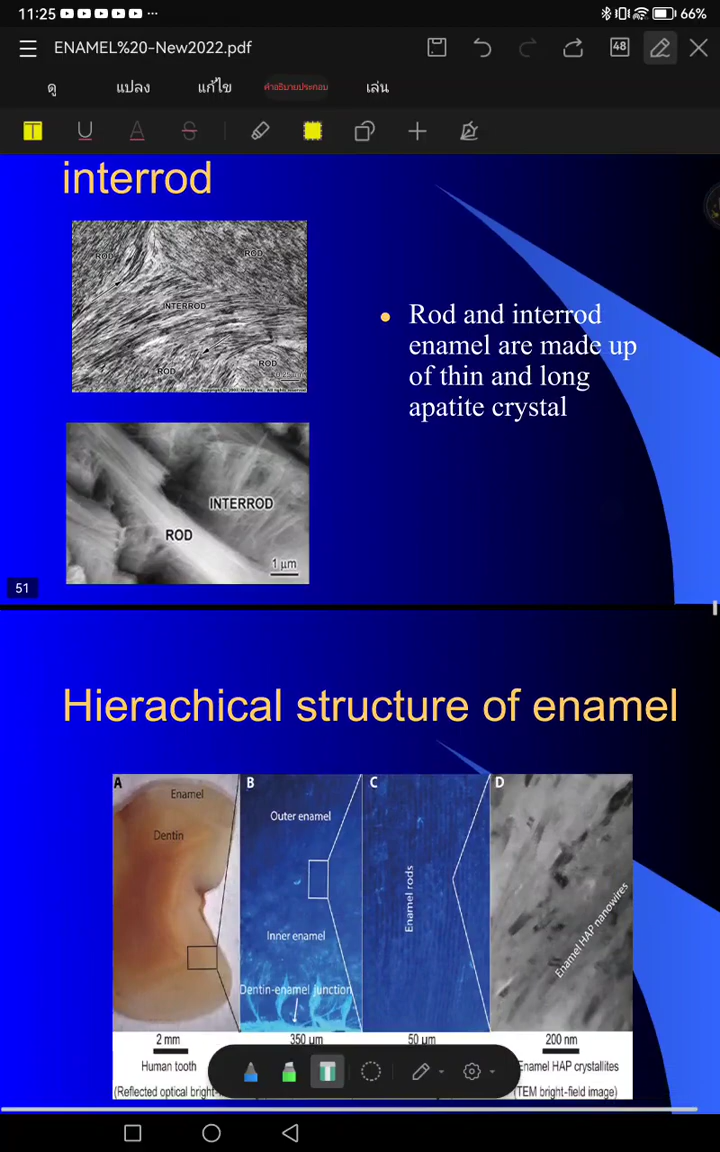 11:25
66%
ENAMEL%20-New2022.pdf
48
ดู
แปลง
แก้ไข
คำอธิบายประกอบ
เล่น
T U A S
interrod
ROD
ROD
INTERROD
ROD
ROD
Rod and interrod
enamel are made up
of thin and long
apatite crystal
INTERROD
ROD
1 µm
51
Hierachical structure of enamel
A
Enamel
Dentin
B
Outer enamel
Inner enamel
Dentin-enamel junction
C
Enamel rods
D
Enamel HAP nanowires
2 mm
350 µm
50 µm
200 nm
Human tooth
Enamel HAP crystallites
(Reflected optical bright-
(TEM bright-field image)
T